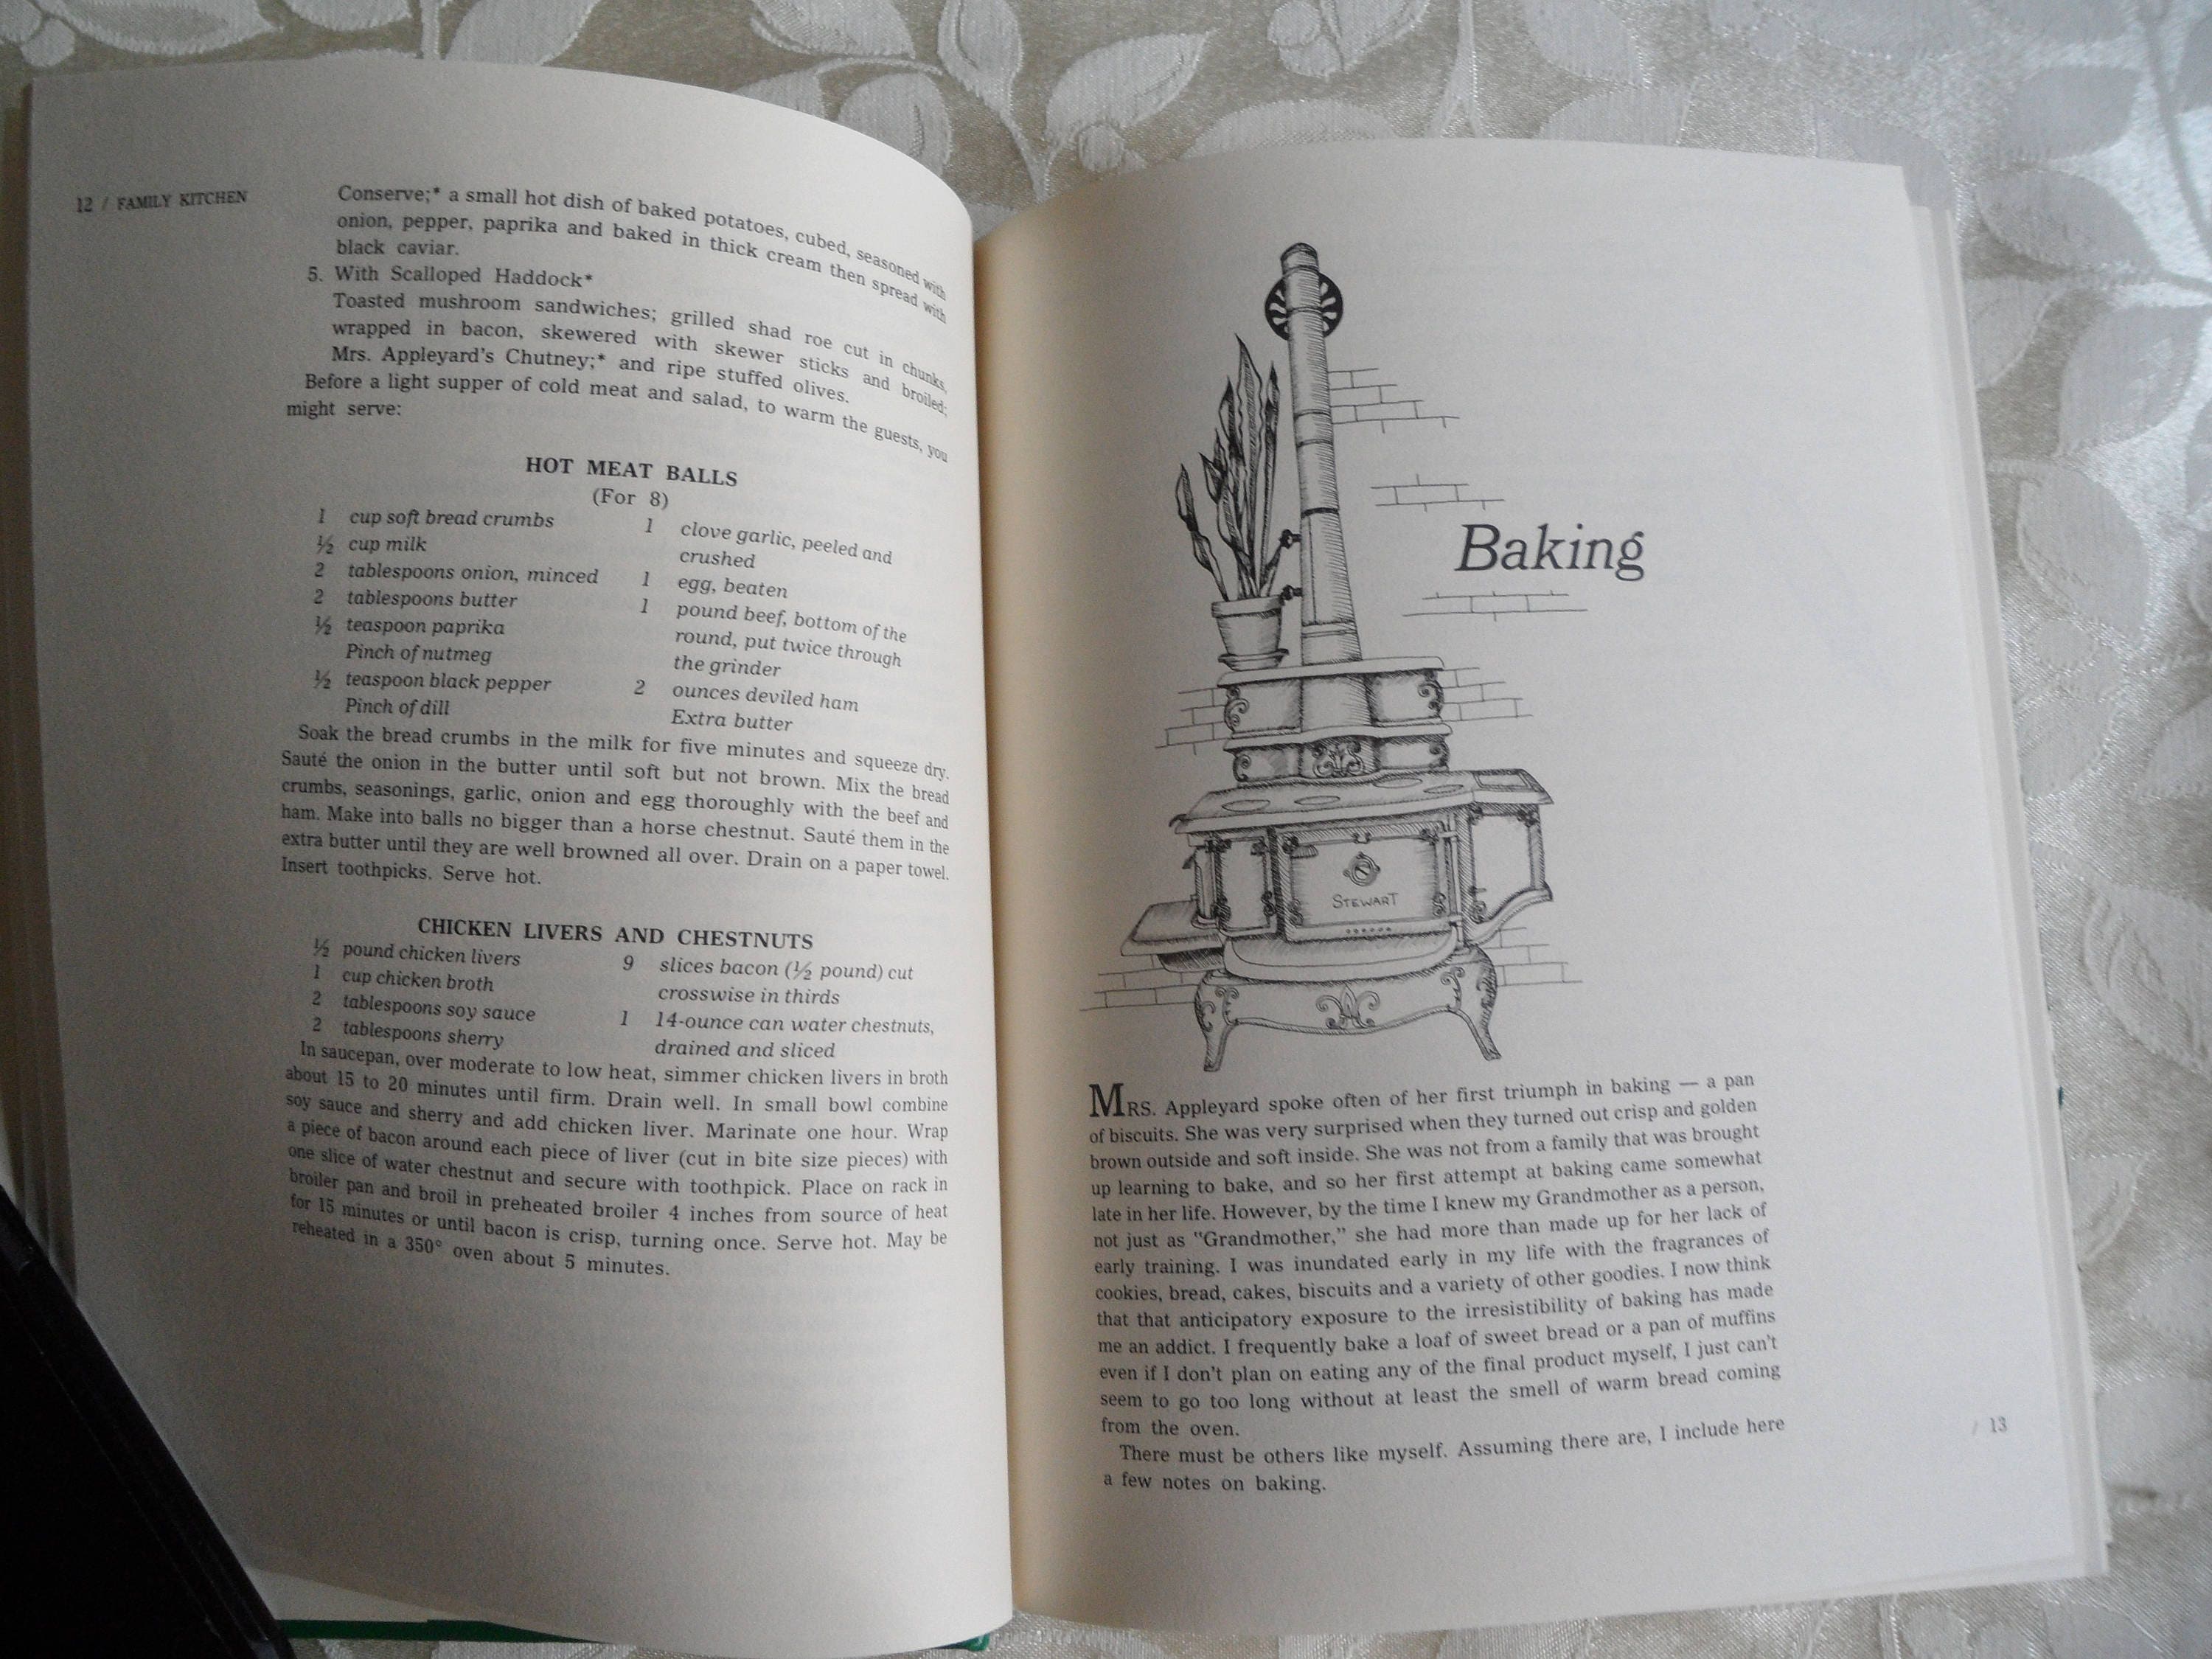 12 / FAMILY KITCHEN
Conserve;* a small hot dish of baked potatoes, cubed, seasoned with
onion, pepper, paprika and baked in thick cream then spread with
black caviar.
5. With Scalloped Haddock*
Toasted mushroom sandwiches; grilled shad roe cut in chunks,
wrapped in bacon, skewered with skewer sticks and broiled;
Mrs. Appleyard's Chutney;* and ripe stuffed olives.
Before a light supper of cold meat and salad, to warm the guests, you
might serve:
HOT MEAT BALLS
(For 8)
1 cup soft bread crumbs
½ cup milk
2 tablespoons onion, minced
2 tablespoons butter
½ teaspoon paprika
Pinch of nutmeg
½ teaspoon black pepper
Pinch of dill
1 clove garlic, peeled and
crushed
1 egg, beaten
1 pound beef, bottom of the
round, put twice through
the grinder
2 ounces deviled ham
Extra butter
Soak the bread crumbs in the milk for five minutes and squeeze dry.
Sauté the onion in the butter until soft but not brown. Mix the bread
crumbs, seasonings, garlic, onion and egg thoroughly with the beef and
ham. Make into balls no bigger than a horse chestnut. Sauté them in the
extra butter until they are well browned all over. Drain on a paper towel.
Insert toothpicks. Serve hot.
CHICKEN LIVERS AND CHESTNUTS
½ pound chicken livers
1 cup chicken broth
2 tablespoons soy sauce
2 tablespoons sherry
9 slices bacon (½ pound) cut
crosswise in thirds
1 14-ounce can water chestnuts,
drained and sliced
In saucepan, over moderate to low heat, simmer chicken livers in broth
about 15 to 20 minutes until firm. Drain well. In small bowl combine
soy sauce and sherry and add chicken liver. Marinate one hour. Wrap
a piece of bacon around each piece of liver (cut in bite size pieces) with
one slice of water chestnut and secure with toothpick. Place on rack in
broiler pan and broil in preheated broiler 4 inches from source of heat
for 15 minutes or until bacon is crisp, turning once. Serve hot. May be
reheated in a 350° oven about 5 minutes.
Baking
STEWART
MRS. Appleyard spoke often of her first triumph in baking — a pan
of biscuits. She was very surprised when they turned out crisp and golden
brown outside and soft inside. She was not from a family that was brought
up learning to bake, and so her first attempt at baking came somewhat
late in her life. However, by the time I knew my Grandmother as a person,
not just as "Grandmother," she had more than made up for her lack of
early training. I was inundated early in my life with the fragrances of
cookies, bread, cakes, biscuits and a variety of other goodies. I now think
that that anticipatory exposure to the irresistibility of baking has made
me an addict. I frequently bake a loaf of sweet bread or a pan of muffins
even if I don't plan on eating any of the final product myself, I just can't
seem to go too long without at least the smell of warm bread coming
from the oven.
There must be others like myself. Assuming there are, I include here
a few notes on baking.
/ 13